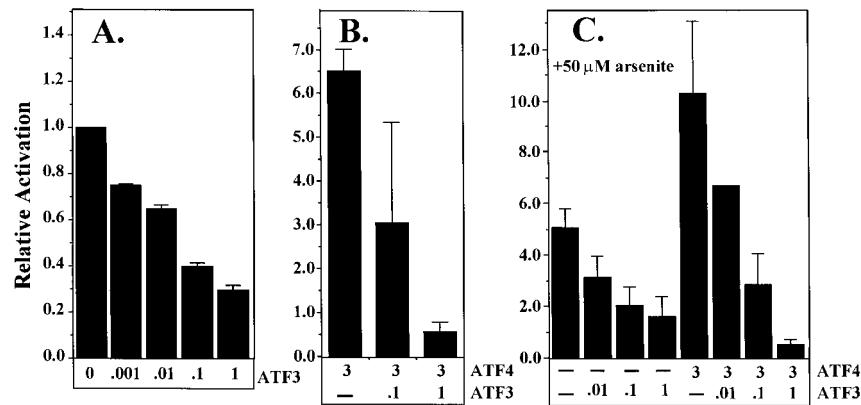 A.
Relative Activation
1.4
1.2
1.0
0.8
0.6
0.4
0.2
0.0
0 .001 .01 .1 1 ATF3
B.
7.0
6.0
5.0
4.0
3.0
2.0
1.0
0.0
3 3 3 ATF4
— .1 1 ATF3
C.
+50 μM arsenite
12.0
10.0
8.0
6.0
4.0
2.0
0.0
— — — — 3 3 3 3 ATF4
— .01 .1 1 — .01 .1 1 ATF3